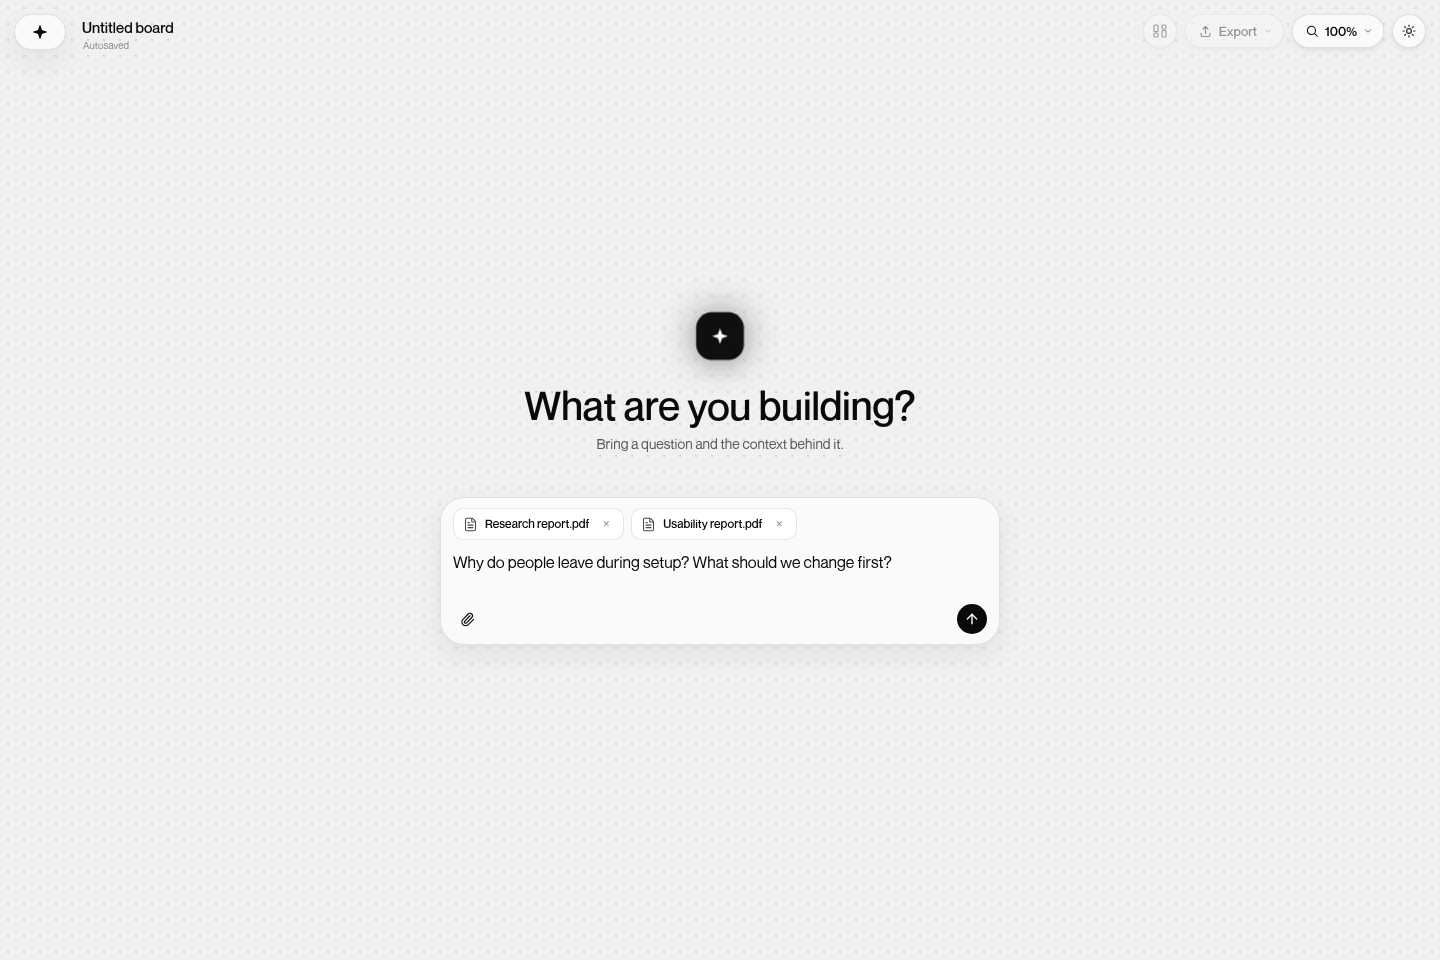 Untitled board
Autosaved
Export
100%
What are you building?
Bring a question and the context behind it.
Research report.pdf
Usability report.pdf
Why do people leave during setup? What should we change first?